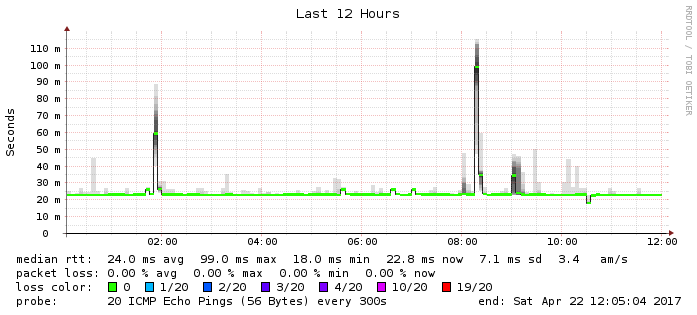 Last 12 Hours
RRDTOOL / TOBI OETIKER
Seconds
110 m
100 m
90 m
80 m
70 m
60 m
50 m
40 m
30 m
20 m
10 m
0
02:00 04:00 06:00 08:00 10:00 12:00
median rtt: 24.0 ms avg 99.0 ms max 18.0 ms min 22.8 ms now 7.1 ms sd 3.4 am/s
packet loss: 0.00 % avg 0.00 % max 0.00 % min 0.00 % now
loss color: 0 1/20 2/20 3/20 4/20 10/20 19/20
probe: 20 ICMP Echo Pings (56 Bytes) every 300s end: Sat Apr 22 12:05:04 2017